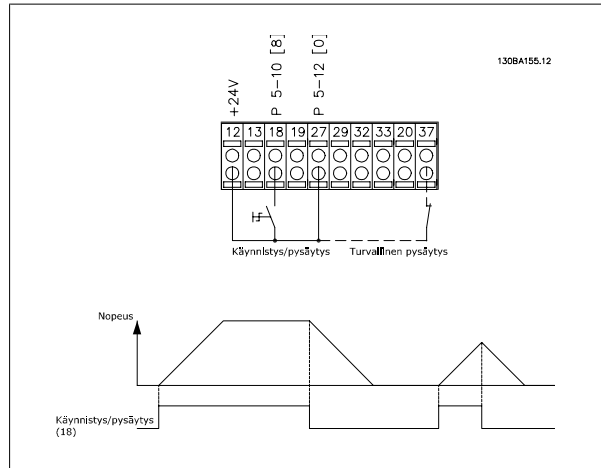 130BA155.12
+24V
P 5-10 [8]
P 5-12 [0]
12 13 18 19 27 29 32 33 20 37
Käynnistys/pysäytys
Turvallinen pysäytys
Nopeus
Käynnistys/pysäytys
(18)